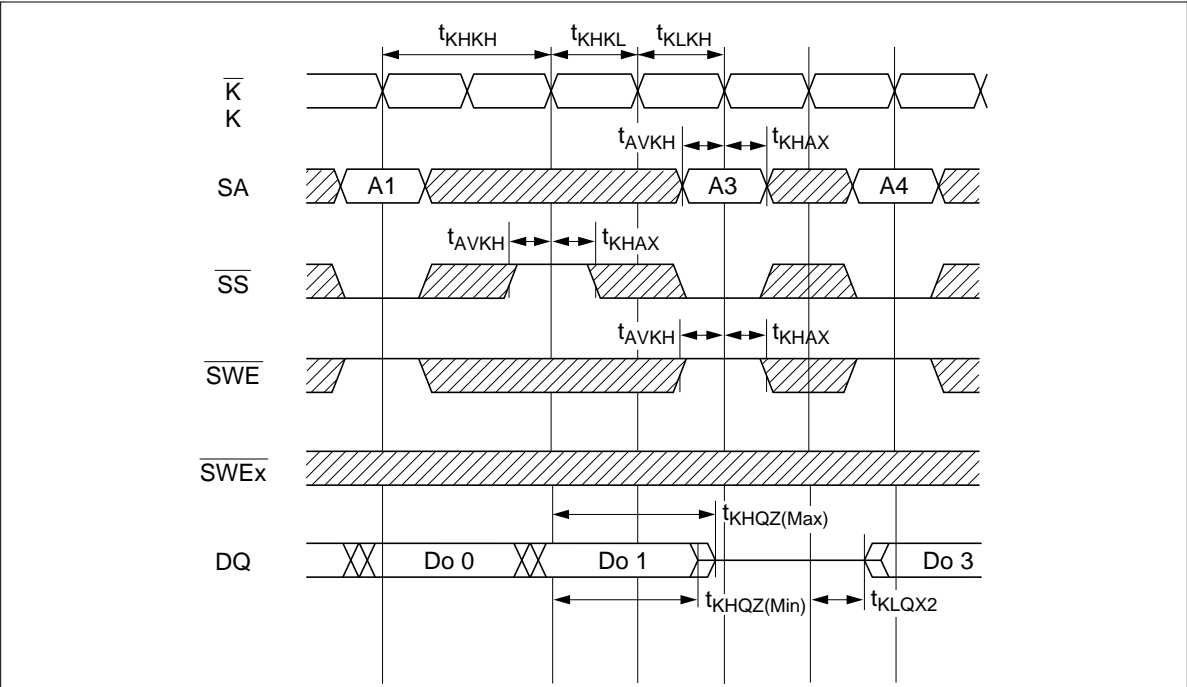 tKHKH tKHKL tKLKH
K
K
tAVKH tKHAX
SA A1 A3 A4
tAVKH tKHAX
SS
tAVKH tKHAX
SWE
SWEx
tKHQZ(Max)
DQ Do 0 Do 1 Do 3
tKHQZ(Min) tKLQX2